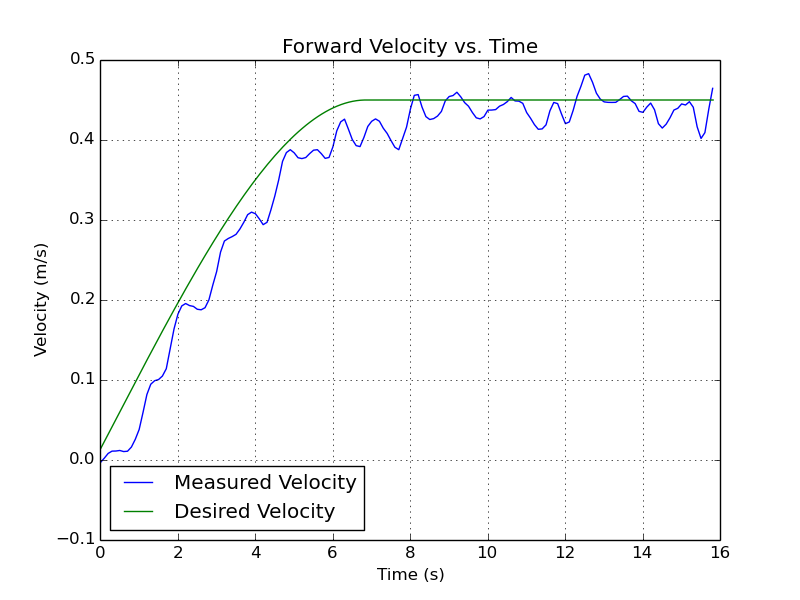 Forward Velocity vs. Time
0.5
0.4
0.3
0.2
0.1
0.0
−0.1
Velocity (m/s)
Measured Velocity
Desired Velocity
0 2 4 6 8 10 12 14 16
Time (s)